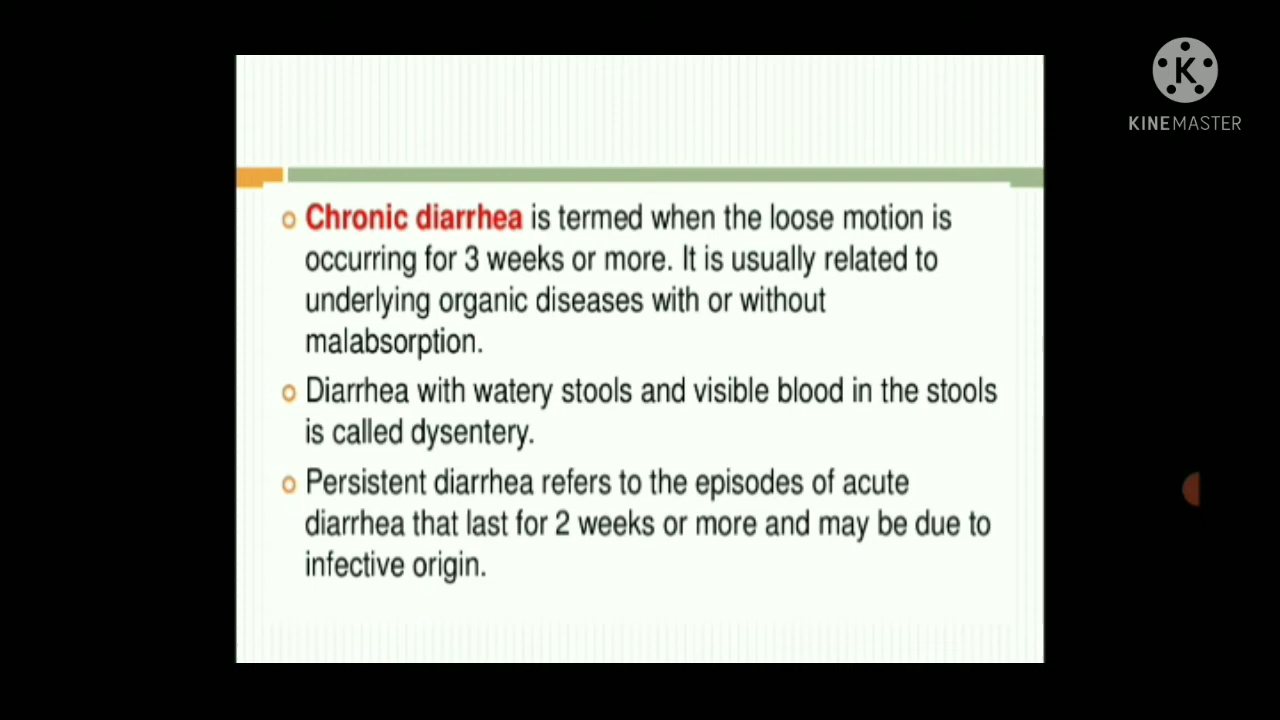 K
KINEMASTER
Chronic diarrhea is termed when the loose motion is
occurring for 3 weeks or more. It is usually related to
underlying organic diseases with or without
malabsorption.
Diarrhea with watery stools and visible blood in the stools
is called dysentery.
Persistent diarrhea refers to the episodes of acute
diarrhea that last for 2 weeks or more and may be due to
infective origin.